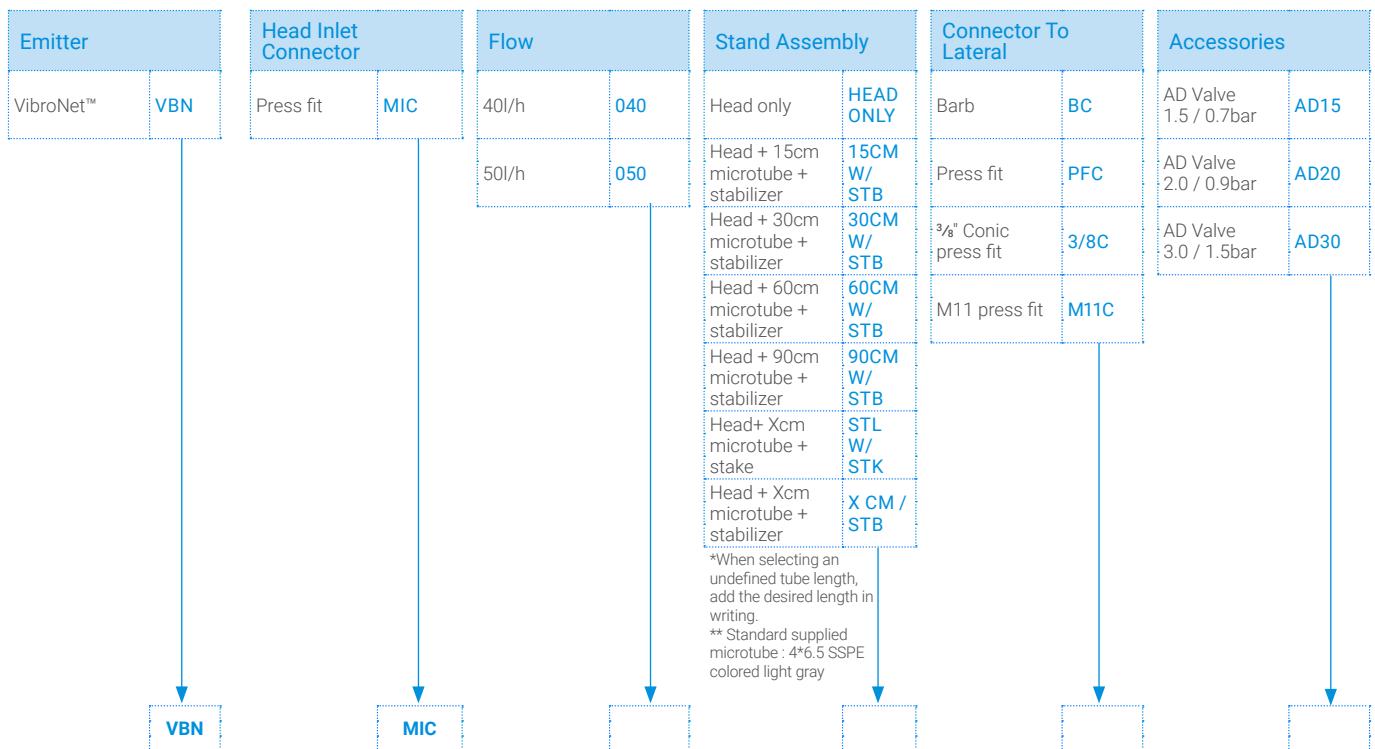 Emitter
VibroNet™ VBN
Head Inlet
Connector
Press fit MIC
Flow
40l/h 040
50l/h 050
Stand Assembly
Head only HEAD
ONLY
Head + 15cm 15CM
microtube + W/
stabilizer STB
Head + 30cm 30CM
microtube + W/
stabilizer STB
Head + 60cm 60CM
microtube + W/
stabilizer STB
Head + 90cm 90CM
microtube + W/
stabilizer STB
Head+ Xcm STL
microtube + W/
stake STK
Head + Xcm X CM /
microtube + STB
stabilizer
*When selecting an
undefined tube length,
add the desired length in
writing.
** Standard supplied
microtube : 4*6.5 SSPE
colored light gray
Connector To
Lateral
Barb BC
Press fit PFC
⅜" Conic 3/8C
press fit
M11 press fit M11C
Accessories
AD Valve AD15
1.5 / 0.7bar
AD Valve AD20
2.0 / 0.9bar
AD Valve AD30
3.0 / 1.5bar
VBN MIC